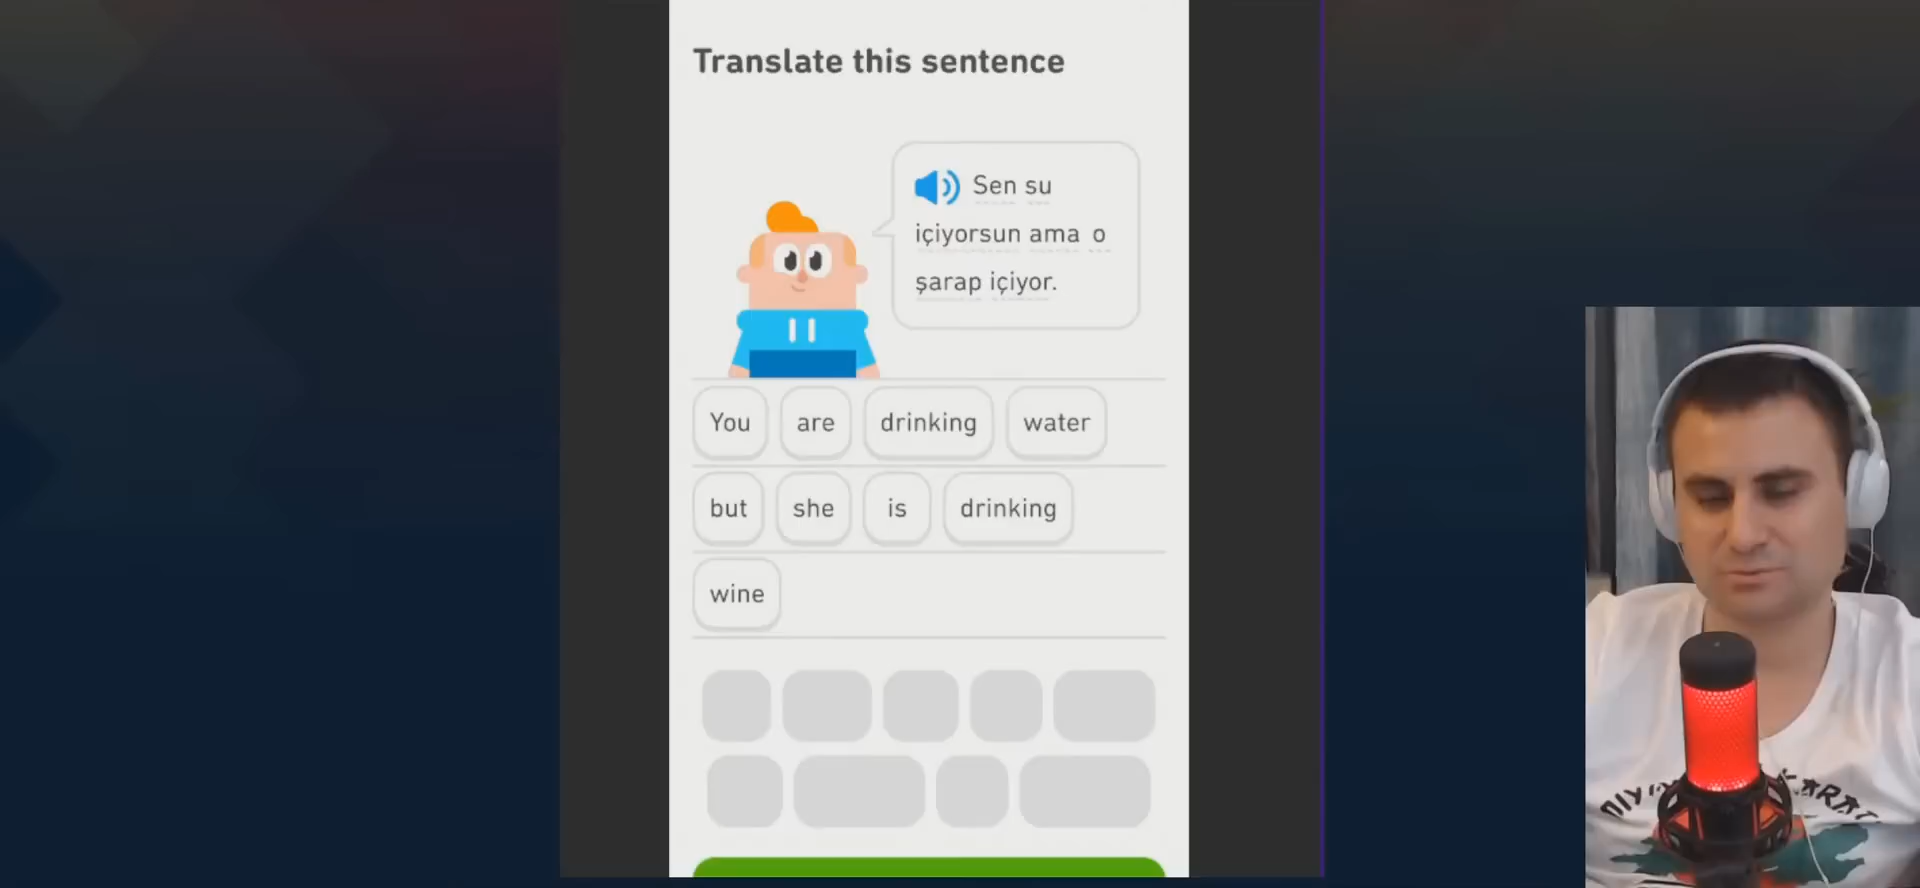 Translate this sentence
Sen su
içiyorsun ama o
şarap içiyor.
You are drinking water
but she is drinking
wine